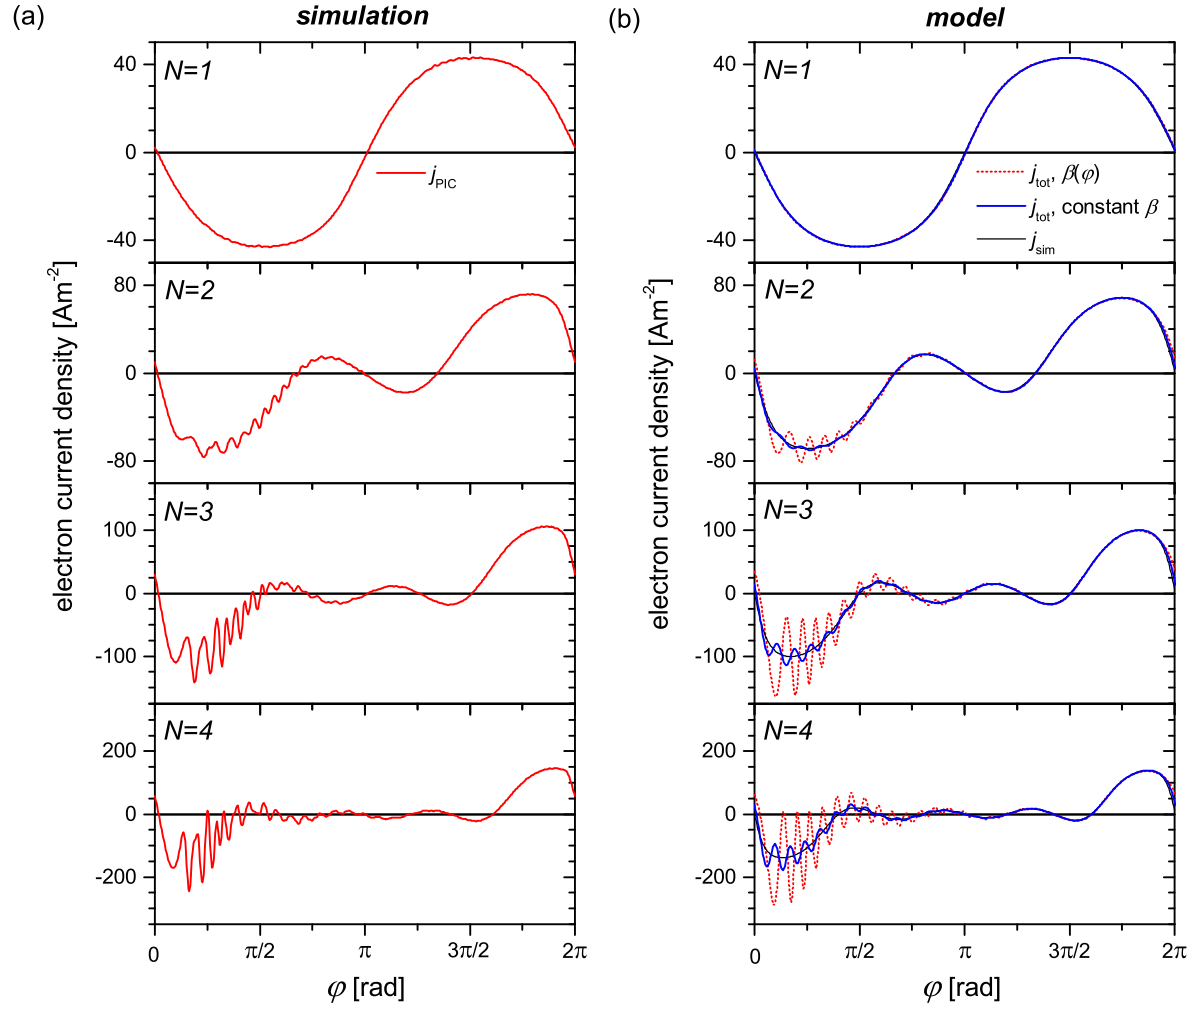 (a)
simulation
electron current density [Am⁻²]
N=1
40
0
-40
j_PIC
N=2
80
0
-80
N=3
100
0
-100
N=4
200
0
-200
0
π/2
π
3π/2
2π
φ [rad]
(b)
model
electron current density [Am⁻²]
N=1
40
0
-40
j_tot, β(φ)
j_tot, constant β
j_sim
N=2
80
0
-80
N=3
100
0
-100
N=4
200
0
-200
0
π/2
π
3π/2
2π
φ [rad]